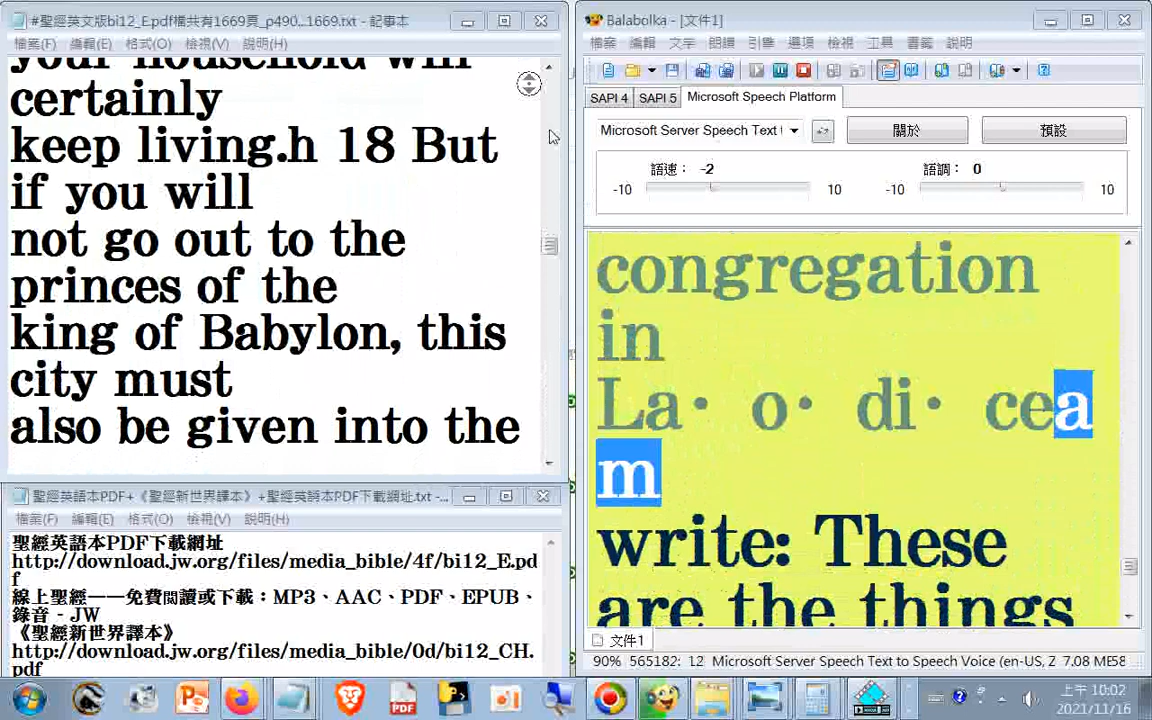 #聖經英文版bi12_E.pdf檔共有1669頁_p490...1669.txt - 記事本
檔案(F) 編輯(E) 格式(O) 檢視(V) 說明(H)
your household will
certainly
keep living.h 18 But
if you will
not go out to the
princes of the
king of Babylon, this
city must
also be given into the
聖經英語本PDF+《聖經新世界譯本》+聖經英語本PDF下載網址.txt -...
檔案(F) 編輯(E) 格式(O) 檢視(V) 說明(H)
聖經英語本PDF下載網址
http://download.jw.org/files/media_bible/4f/bi12_E.pd
f
線上聖經——免費閱讀或下載：MP3、AAC、PDF、EPUB、
錄音 - JW
《聖經新世界譯本》
http://download.jw.org/files/media_bible/0d/bi12_CH.
pdf
Balabolka - [文件1]
檔案 編輯 文字 朗讀 引擎 選項 檢視 工具 書籤 說明
SAPI 4 SAPI 5 Microsoft Speech Platform
Microsoft Server Speech Text 關於 預設
語速： -2 語調： 0
-10 10 -10 10
congregation
in
La· o· di· cea
m
write: These
are the things
文件1
90% 565182: 12 Microsoft Server Speech Text to Speech Voice (en-US, Z 7.08 ME58
上午 10:02
2021/11/16